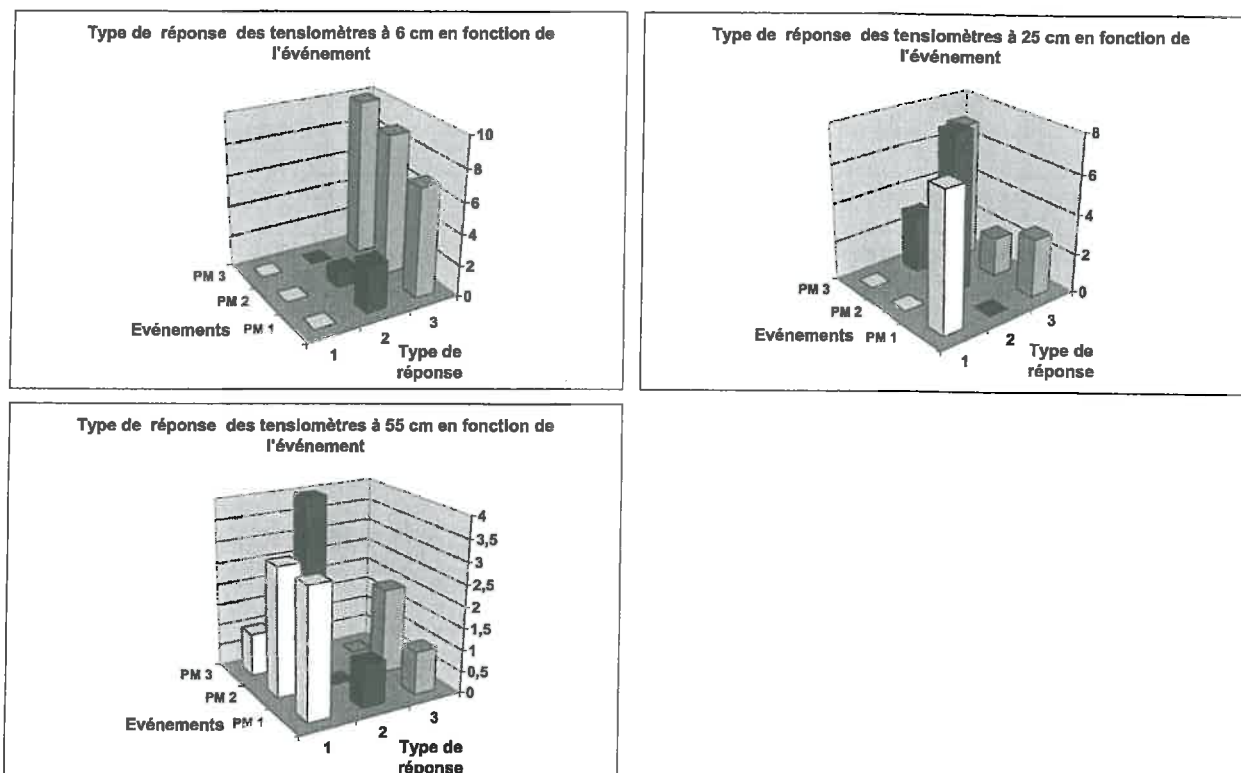 Type de réponse des tensiomètres à 6 cm en fonction de
l'événement
10
8
6
4
2
0
PM 3
PM 2
PM 1
Evénements
1
2
3
Type de
réponse
Type de réponse des tensiomètres à 25 cm en fonction de
l'événement
8
6
4
2
0
PM 3
PM 2
PM 1
Evénements
1
2
3
Type de
réponse
Type de réponse des tensiomètres à 55 cm en fonction de
l'événement
4
3,5
3
2,5
2
1,5
1
0,5
0
PM 3
PM 2
PM 1
Evénements
1
2
3
Type de
réponse